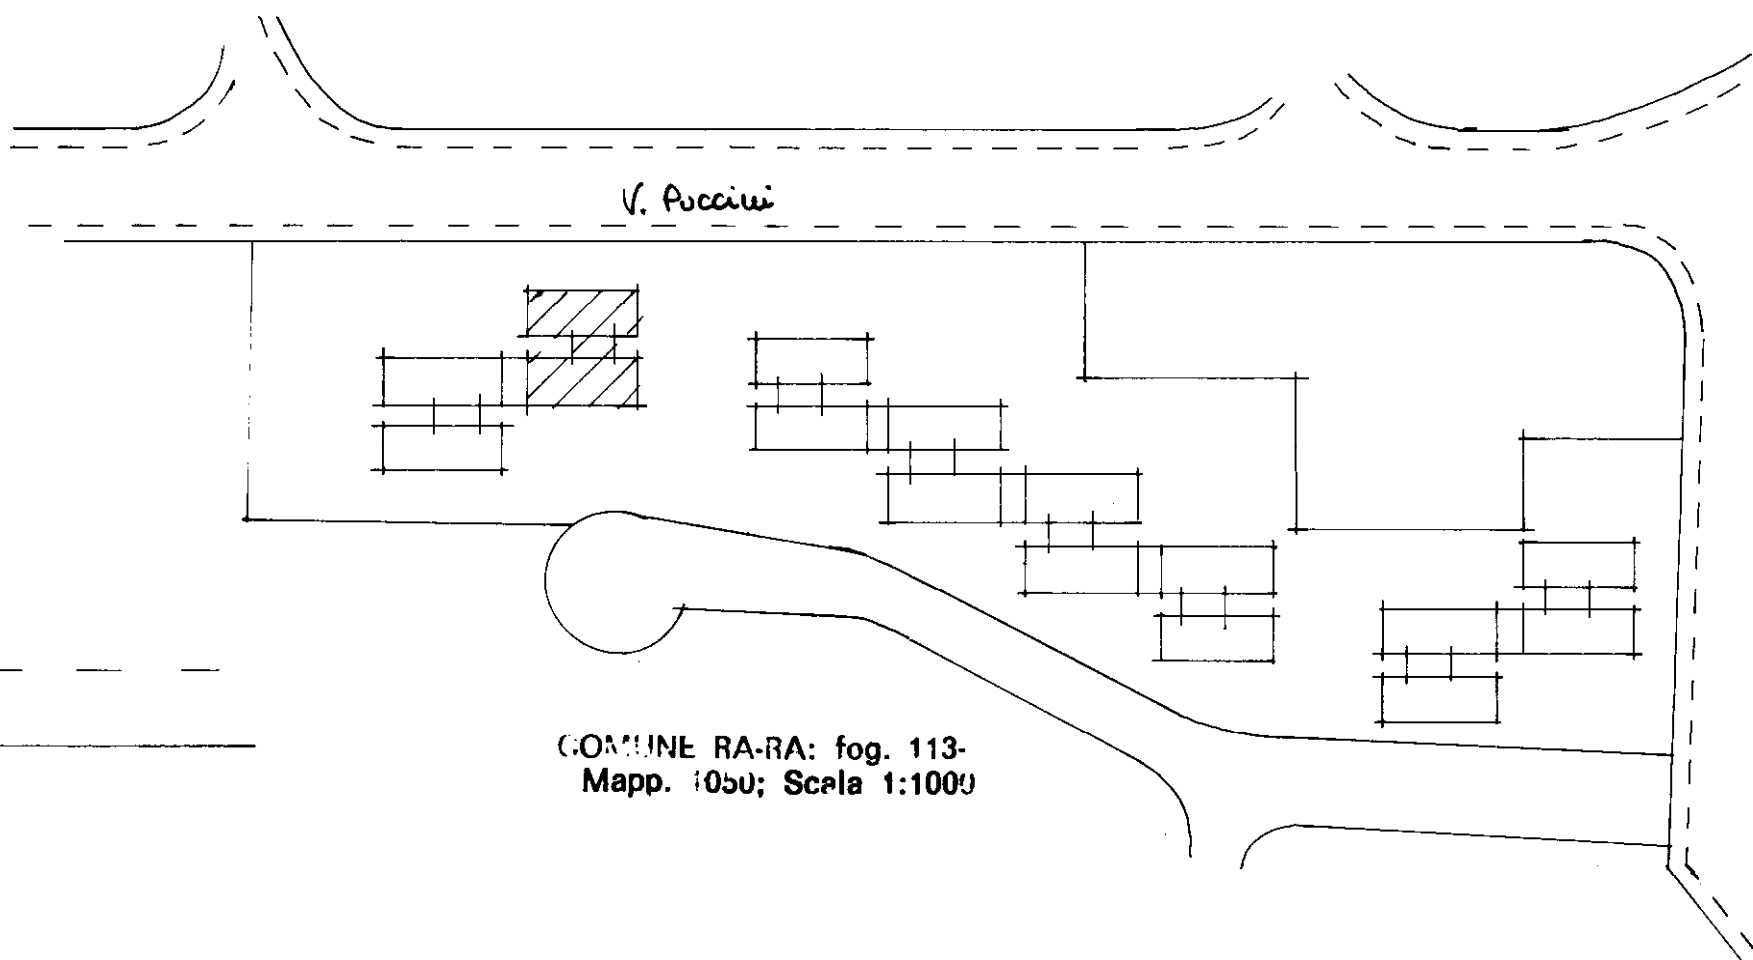 V. Puccini
COMUNE RA-RA: fog. 113-
Mapp. 1050; Scala 1:1000